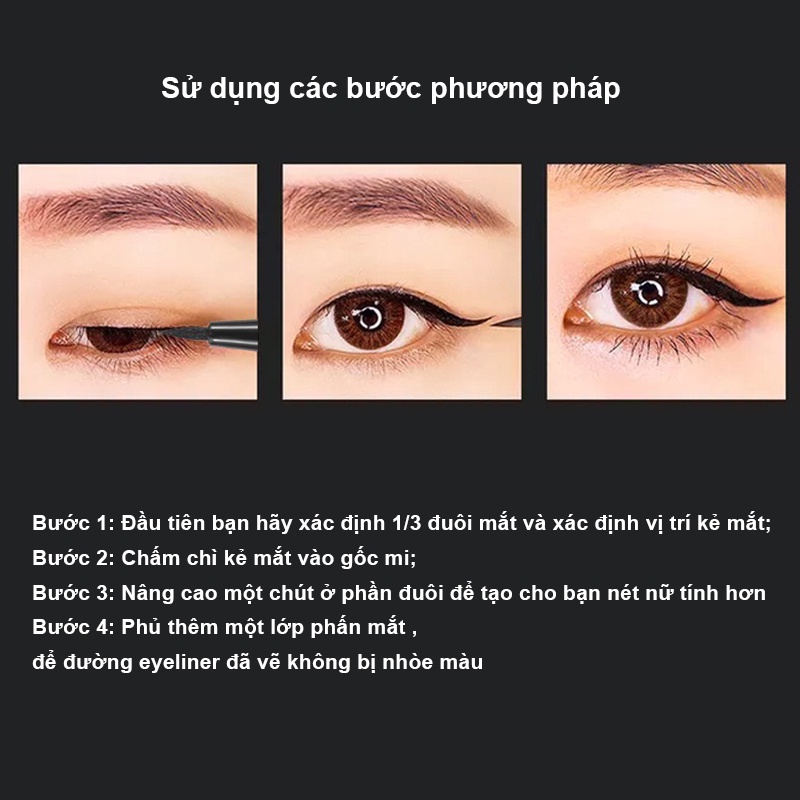 Sử dụng các bước phương pháp
Bước 1: Đầu tiên bạn hãy xác định 1/3 đuôi mắt và xác định vị trí kẻ mắt;
Bước 2: Chấm chì kẻ mắt vào gốc mi;
Bước 3: Nâng cao một chút ở phần đuôi để tạo cho bạn nét nữ tính hơn
Bước 4: Phủ thêm một lớp phấn mắt ,
để đường eyeliner đã vẽ không bị nhòe màu